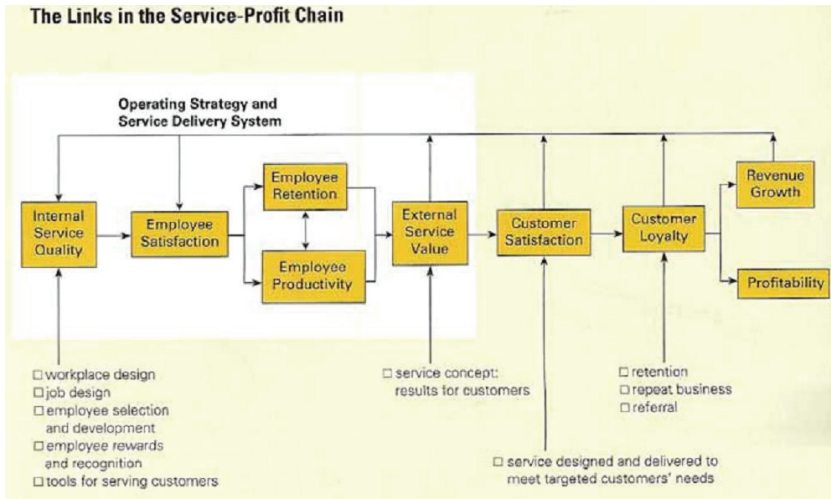 The Links in the Service-Profit Chain
Operating Strategy and
Service Delivery System
Internal
Service
Quality
Employee
Satisfaction
Employee
Retention
Employee
Productivity
External
Service
Value
Customer
Satisfaction
Customer
Loyalty
Revenue
Growth
Profitability
☐ workplace design
☐ job design
☐ employee selection
and development
☐ employee rewards
and recognition
☐ tools for serving customers
☐ service concept:
results for customers
☐ service designed and delivered to
meet targeted customers' needs
☐ retention
☐ repeat business
☐ referral